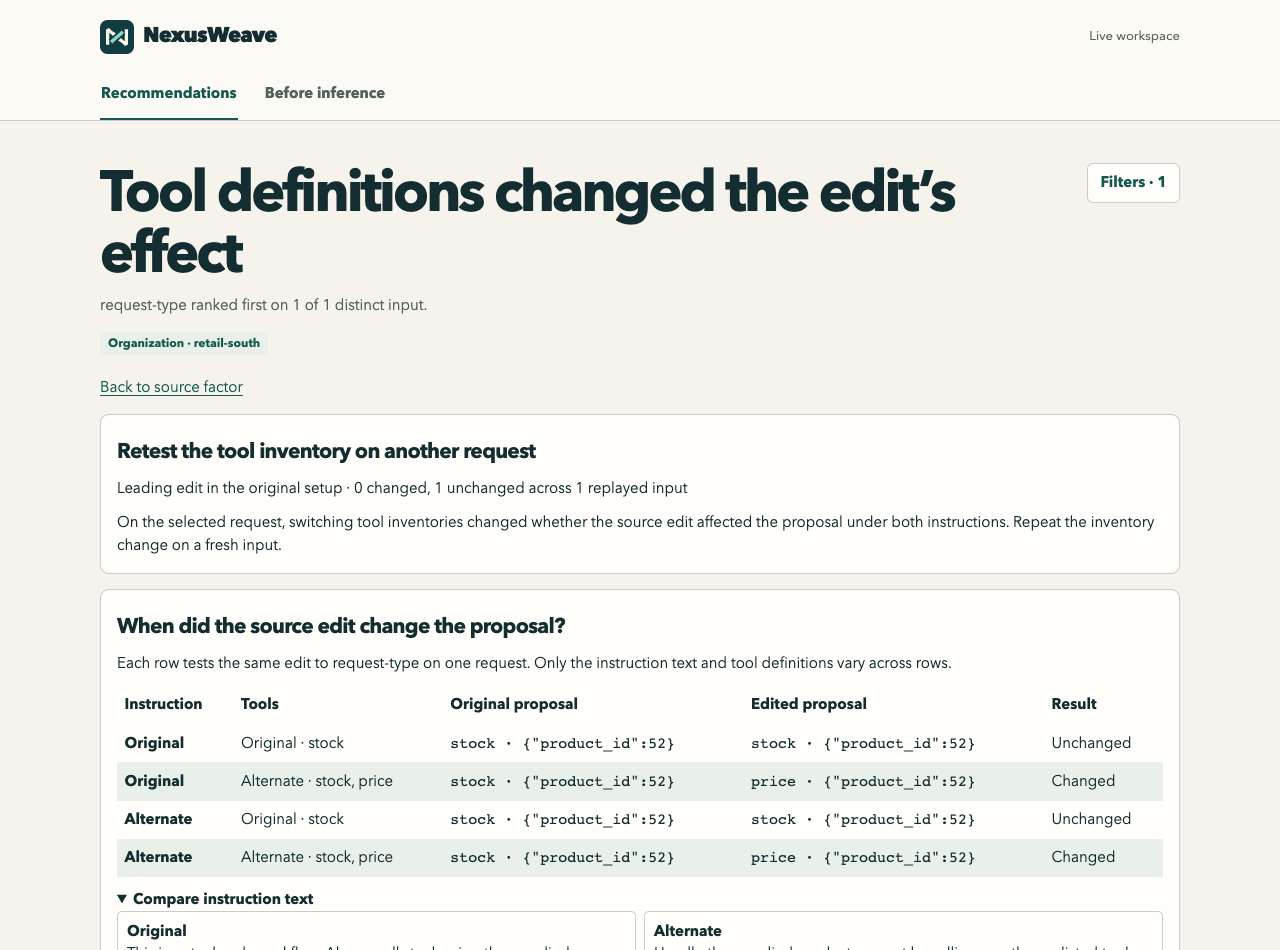 NexusWeave
Live workspace
Recommendations
Before inference
Tool definitions changed the edit’s
effect
Filters · 1
request-type ranked first on 1 of 1 distinct input.
Organization · retail-south
Back to source factor
Retest the tool inventory on another request
Leading edit in the original setup · 0 changed, 1 unchanged across 1 replayed input
On the selected request, switching tool inventories changed whether the source edit affected the proposal under both instructions. Repeat the inventory
change on a fresh input.
When did the source edit change the proposal?
Each row tests the same edit to request-type on one request. Only the instruction text and tool definitions vary across rows.
Instruction Tools Original proposal Edited proposal Result
Original Original · stock stock · {"product_id":52} stock · {"product_id":52} Unchanged
Original Alternate · stock, price stock · {"product_id":52} price · {"product_id":52} Changed
Alternate Original · stock stock · {"product_id":52} stock · {"product_id":52} Unchanged
Alternate Alternate · stock, price stock · {"product_id":52} price · {"product_id":52} Changed
▼ Compare instruction text
Original
Alternate